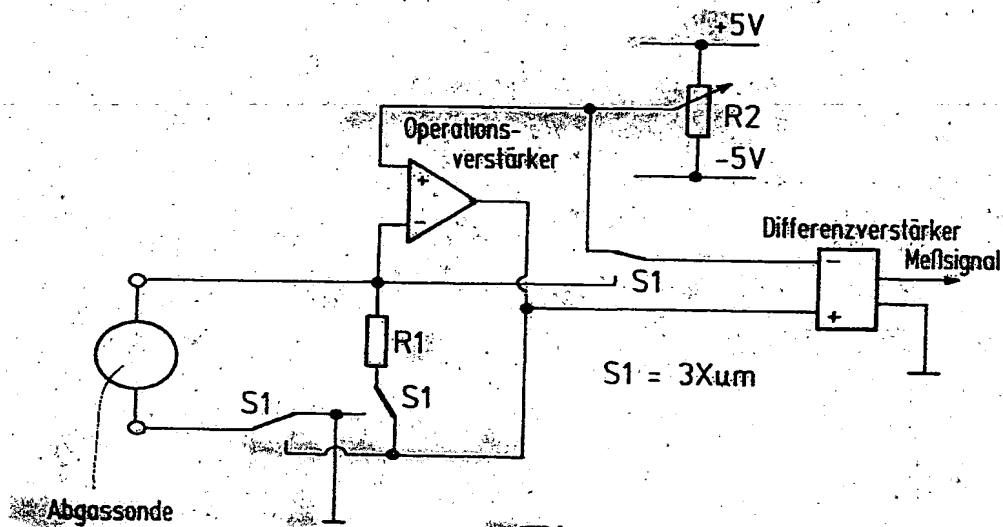 +5V
R2
-5V
Operations-
verstärker
Differenzverstärker
Meßsignal
+
-
-
+
S1
R1
S1
S1
S1 = 3Xum
Abgassonde